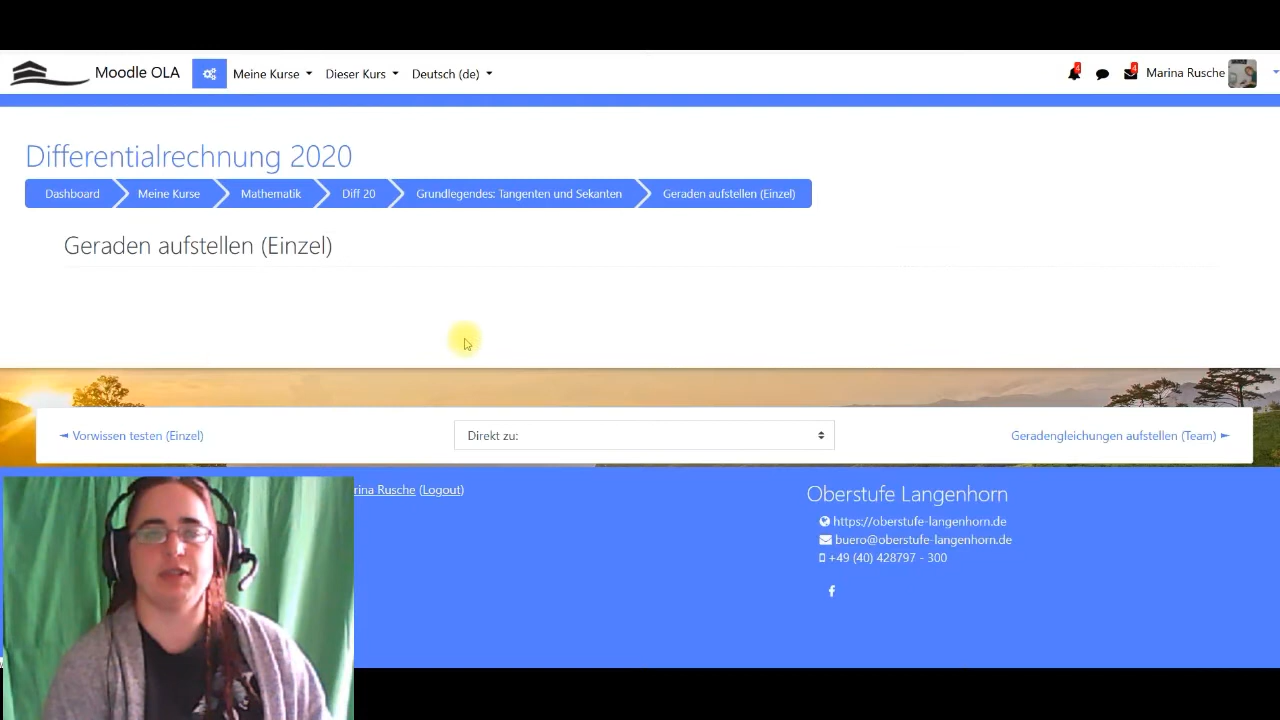 Moodle OLA Meine Kurse Dieser Kurs Deutsch (de) 4 4 Marina Rusche
Differentialrechnung 2020
Dashboard Meine Kurse Mathematik Diff 20 Grundlegendes: Tangenten und Sekanten Geraden aufstellen (Einzel)
Geraden aufstellen (Einzel)
◄ Vorwissen testen (Einzel) Direkt zu: Geradengleichungen aufstellen (Team) ►
rina Rusche (Logout)
Oberstufe Langenhorn
https://oberstufe-langenhorn.de
buero@oberstufe-langenhorn.de
+49 (40) 428797 - 300